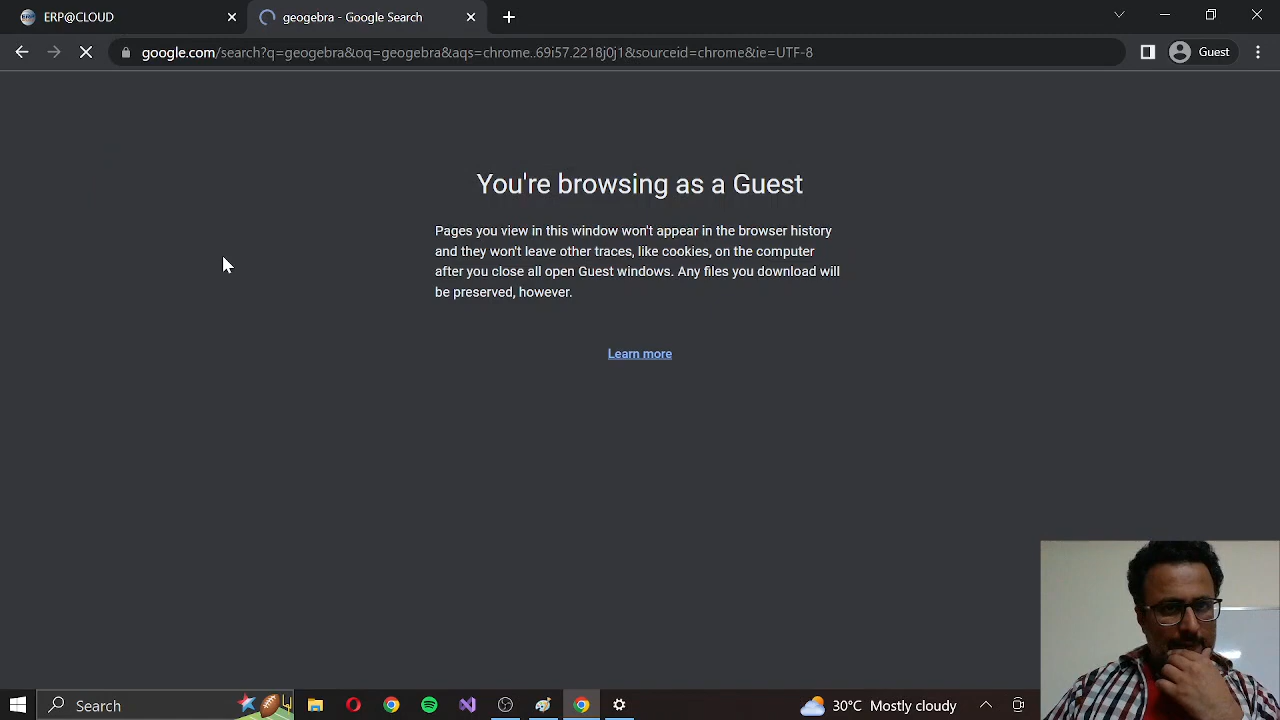 ERP@CLOUD
geogebra - Google Search
google.com/search?q=geogebra&oq=geogebra&aqs=chrome..69i57.2218j0j1&sourceid=chrome&ie=UTF-8
Guest
You're browsing as a Guest
Pages you view in this window won't appear in the browser history
and they won't leave other traces, like cookies, on the computer
after you close all open Guest windows. Any files you download will
be preserved, however.
Learn more
Search
30°C Mostly cloudy